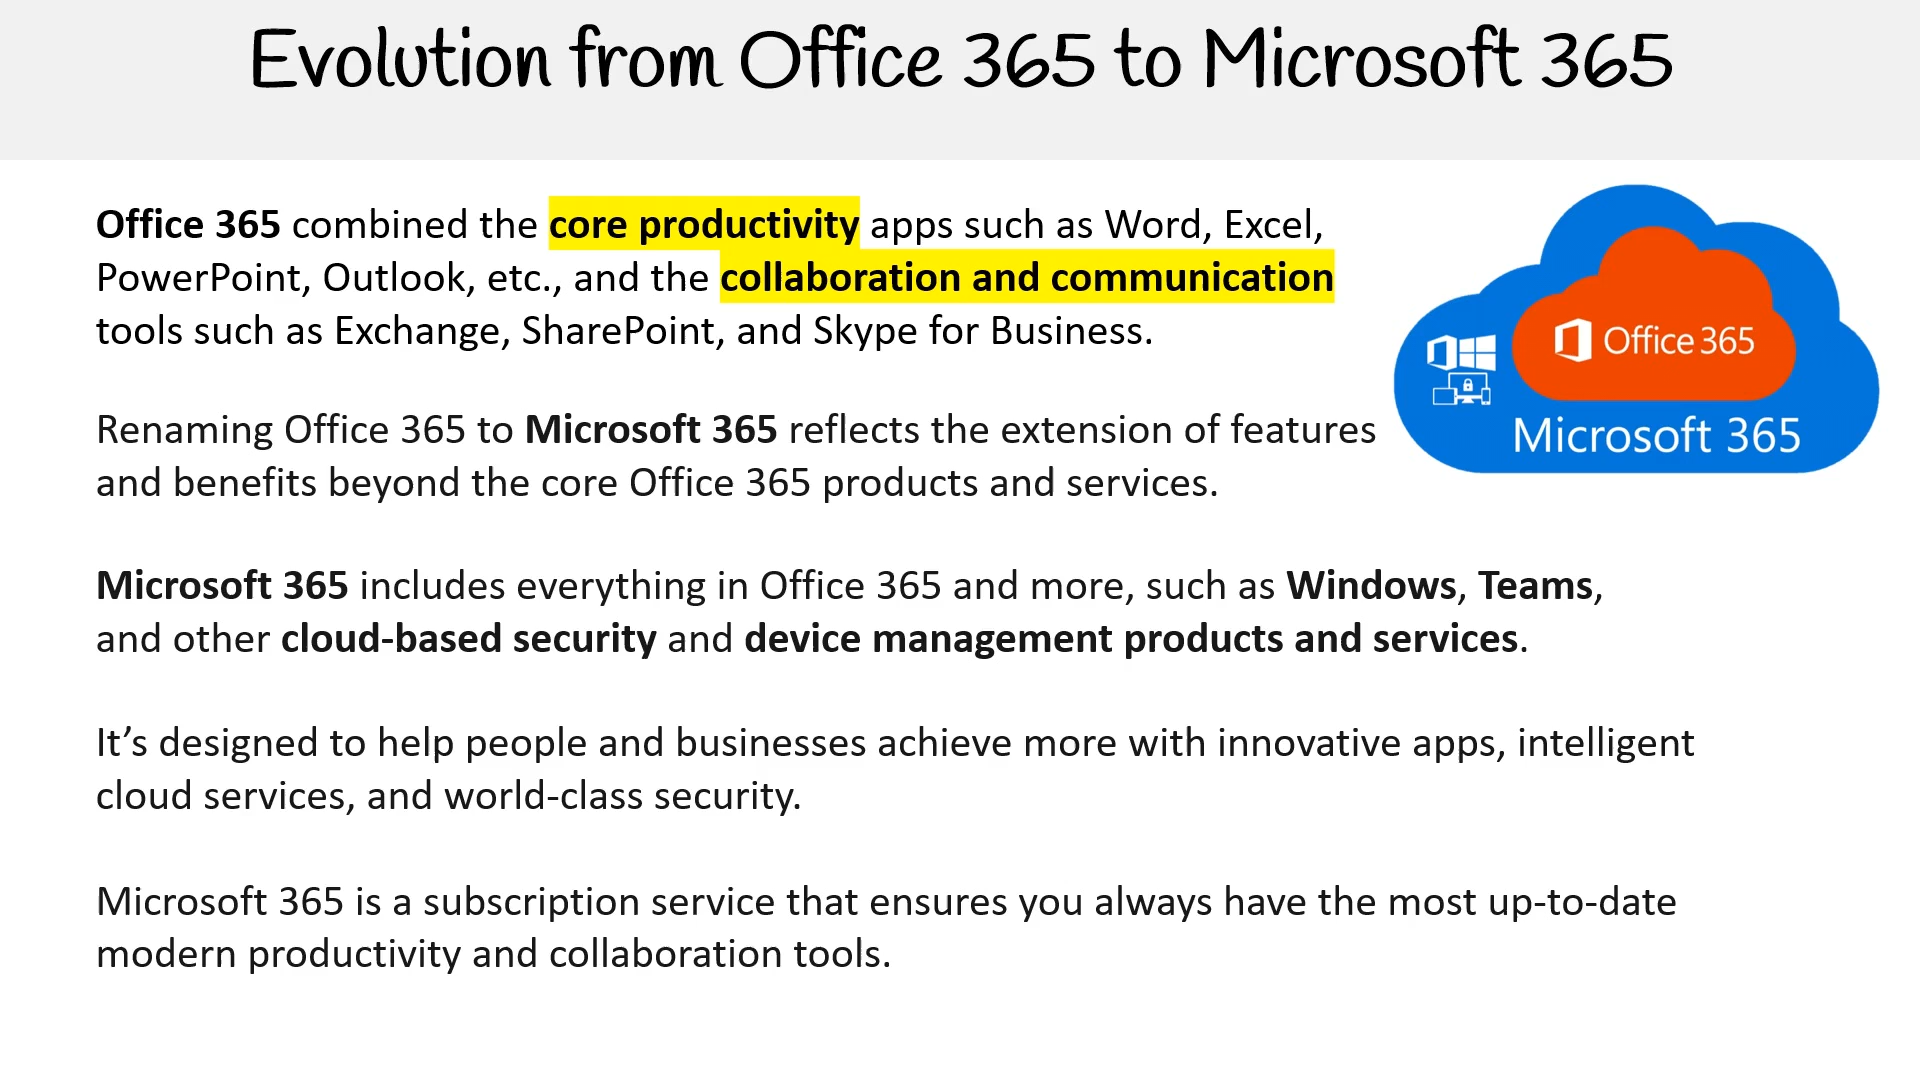 Evolution from Office 365 to Microsoft 365
Office 365 combined the core productivity apps such as Word, Excel,
PowerPoint, Outlook, etc., and the collaboration and communication
tools such as Exchange, SharePoint, and Skype for Business.
Office 365
Microsoft 365
Renaming Office 365 to Microsoft 365 reflects the extension of features
and benefits beyond the core Office 365 products and services.
Microsoft 365 includes everything in Office 365 and more, such as Windows, Teams,
and other cloud-based security and device management products and services.
It’s designed to help people and businesses achieve more with innovative apps, intelligent
cloud services, and world-class security.
Microsoft 365 is a subscription service that ensures you always have the most up-to-date
modern productivity and collaboration tools.